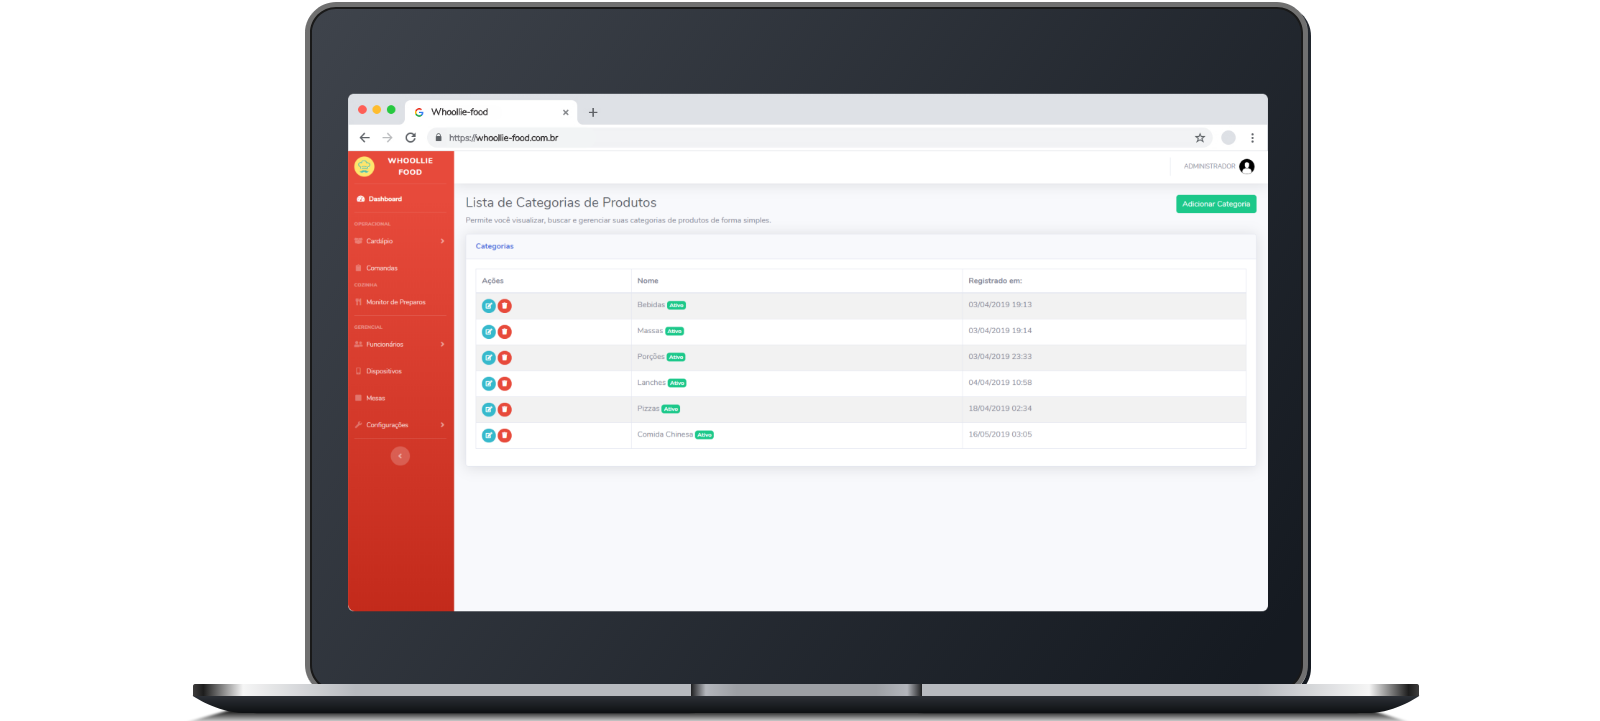 Whoollie-food
https://whoollie-food.com.br
WHOOLLIE
FOOD
ADMINISTRADOR
Dashboard
OPERACIONAL
Cardápio
Comandas
COZINHA
Monitor de Preparos
GERENCIAL
Funcionários
Dispositivos
Mesas
Configurações
Lista de Categorias de Produtos
Adicionar Categoria
Permite você visualizar, buscar e gerenciar suas categorias de produtos de forma simples.
Categorias
Ações Nome Registrado em:
Bebidas Ativo 03/04/2019 19:13
Massas Ativo 03/04/2019 19:14
Porções Ativo 03/04/2019 23:33
Lanches Ativo 04/04/2019 10:58
Pizzas Ativo 18/04/2019 02:34
Comida Chinesa Ativo 16/05/2019 03:05